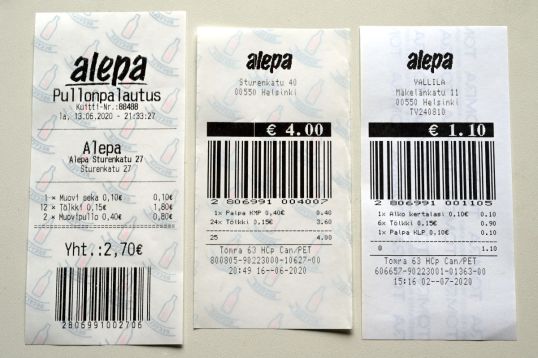 alepa
Pullonpalautus
Kuitti-Nr.:88488
la, 13.06.2020 - 21:33:27
Alepa
Alepa Sturenkatu 27
Sturenkatu 27
1 × Muovi seka 0,10€ 0,10€
12 × Tölkki 0,15€ 1,80€
2 × Muovipullo 0,40€ 0,80€
Yht.:2,70€
2806991002706
alepa
Sturenkatu 40
00550 Helsinki
€ 4.00
2 806991 004007
1x Palpa KMP 0,40€ 0.40
24x Tölkki 0,15€ 3.60
25 4.00
Tomra 63 HCp Can/PET
800805-90223000-10627-00
20:49 16--06-2020
alepa
VALLILA
Mäkelänkatu 11
00550 Helsinki
TV240810
€ 1.10
2 806991 001105
1x Alko kertalasi 0,10€ 0.10
6x Tölkki 0,15€ 0.90
1x Palpa KLP 0,10€ 0.10
0 1.10
Tomra 63 HCp Can/PET
606657-90223001-01363-00
15:16 02--07-2020